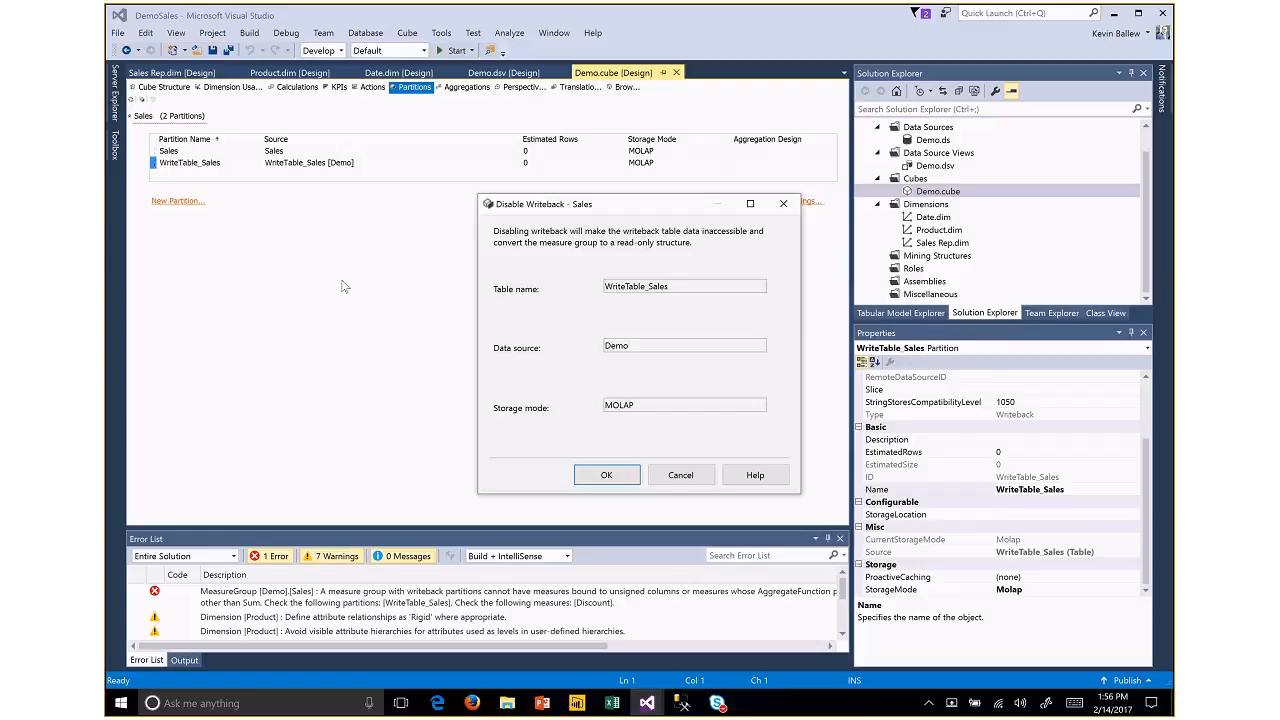 DemoSales - Microsoft Visual Studio
2
Quick Launch (Ctrl+;)
File Edit View Project Build Debug Team Database Cube Tools Test Analyze Window Help
Kevin Ballew
Develop Default Start
Server Explorer
Toolbox
Notifications
Sales Rep.dim [Design] Product.dim [Design] Date.dim [Design] Demo.dsv [Design] Demo.cube [Design]
Cube Structure Dimension Usa... Calculations KPIs Actions Partitions Aggregations Perspectiv... Translatio... Brow...
Sales (2 Partitions)
Partition Name Source Estimated Rows Storage Mode Aggregation Design
Sales Sales 0 MOLAP
WriteTable_Sales WriteTable_Sales [Demo] 0 MOLAP
New Partition...
ngs...
Disable Writeback - Sales
Disabling writeback will make the writeback table data inaccessible and
convert the measure group to a read-only structure.
Table name: WriteTable_Sales
Data source: Demo
Storage mode: MOLAP
OK Cancel Help
Solution Explorer
Search Solution Explorer (Ctrl+;)
Data Sources
Demo.ds
Data Source Views
Demo.dsv
Cubes
Demo.cube
Dimensions
Date.dim
Product.dim
Sales Rep.dim
Mining Structures
Roles
Assemblies
Miscellaneous
Tabular Model Explorer Solution Explorer Team Explorer Class View
Properties
WriteTable_Sales Partition
RemoteDataSourceID
Slice
StringStoresCompatibilityLevel 1050
Type Writeback
Basic
Description
EstimatedRows 0
EstimatedSize 0
ID WriteTable_Sales
Name WriteTable_Sales
Configurable
StorageLocation
Misc
CurrentStorageMode Molap
Source WriteTable_Sales (Table)
Storage
ProactiveCaching (none)
StorageMode Molap
Name
Specifies the name of the object.
Error List
Entire Solution 1 Error 7 Warnings 0 Messages Build + IntelliSense Search Error List
Code Description
MeasureGroup [Demo].[Sales] : A measure group with writeback partitions cannot have measures bound to unsigned columns or measures whose AggregateFunction p
other than Sum. Check the following partitions: [WriteTable_Sales]. Check the following measures: [Discount].
Dimension [Product] : Define attribute relationships as 'Rigid' where appropriate.
Dimension [Product] : Avoid visible attribute hierarchies for attributes used as levels in user-defined hierarchies.
Error List Output
Ready Ln 1 Col 1 Ch 1 INS Publish
Ask me anything
1:56 PM
2/14/2017